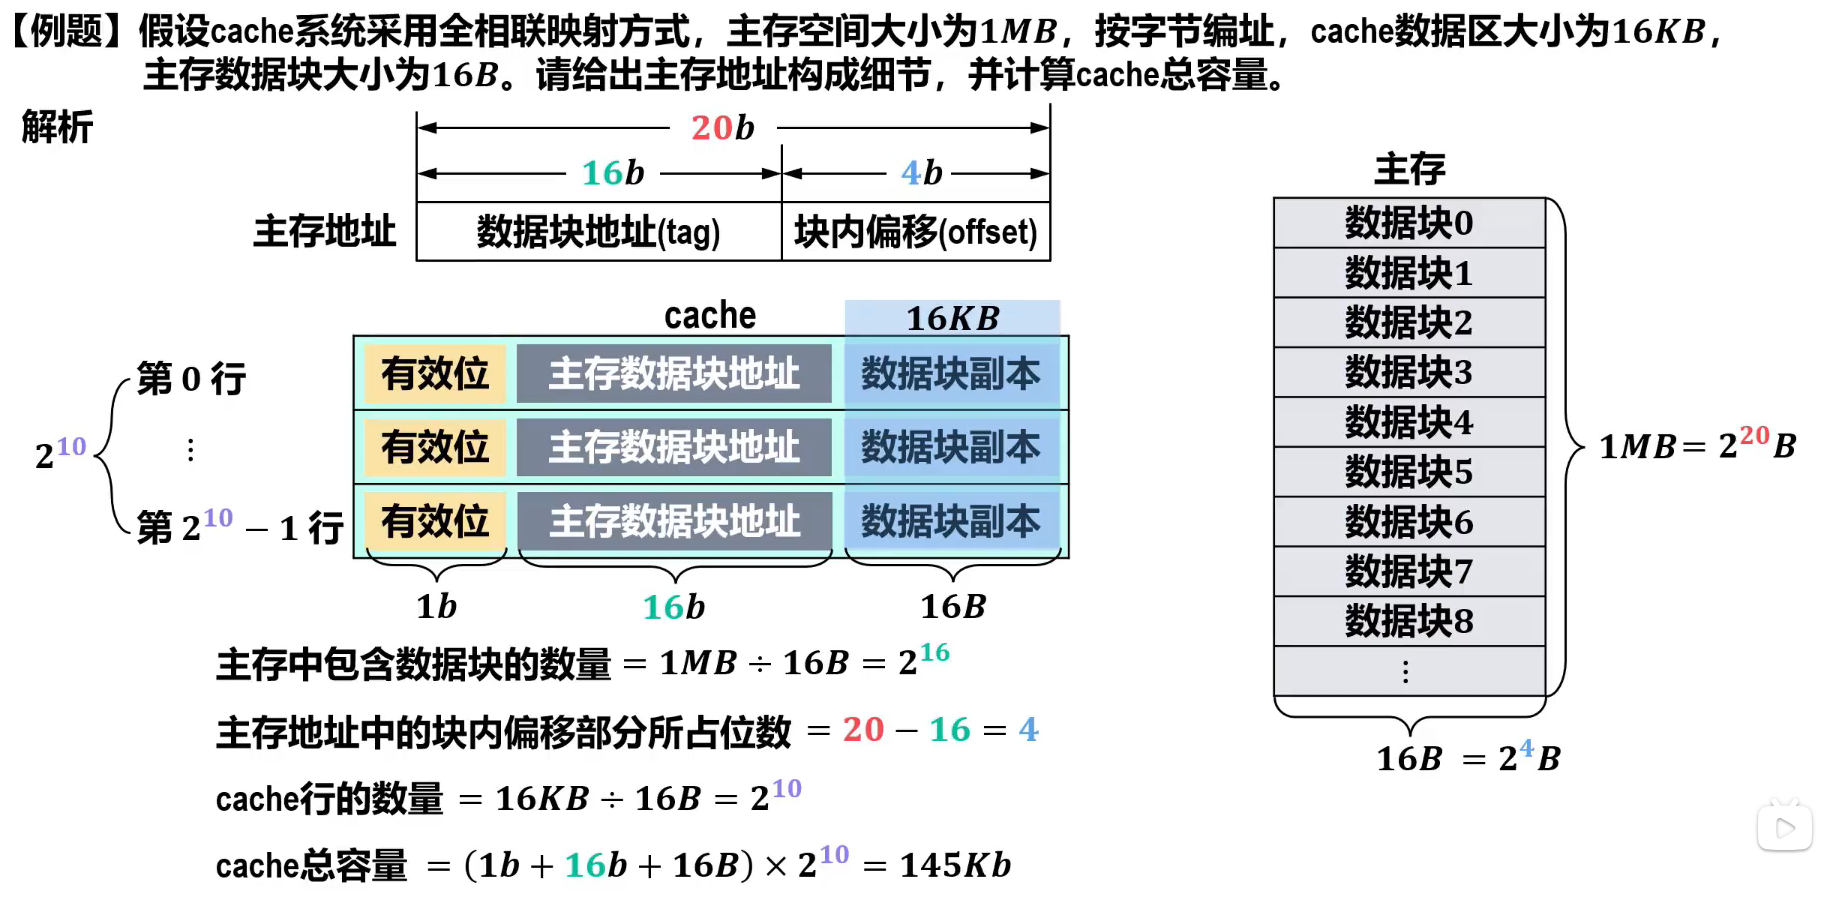 【例题】假设cache系统采用全相联映射方式，主存空间大小为1MB，按字节编址，cache数据区大小为16KB，
主存数据块大小为16B。请给出主存地址构成细节，并计算cache总容量。
解析
20b
16b 4b
主存地址 数据块地址(tag) 块内偏移(offset)
cache 16KB
第 0 行 有效位 主存数据块地址 数据块副本
2^10 ⋮ 有效位 主存数据块地址 数据块副本
第 2^10 − 1 行 有效位 主存数据块地址 数据块副本
1b 16b 16B
主存
数据块0
数据块1
数据块2
数据块3
数据块4
数据块5
数据块6
数据块7
数据块8
⋮
1MB = 2^20 B
16B = 2^4 B
主存中包含数据块的数量 = 1MB ÷ 16B = 2^16
主存地址中的块内偏移部分所占位数 = 20 − 16 = 4
cache行的数量 = 16KB ÷ 16B = 2^10
cache总容量 = (1b + 16b + 16B) × 2^10 = 145Kb